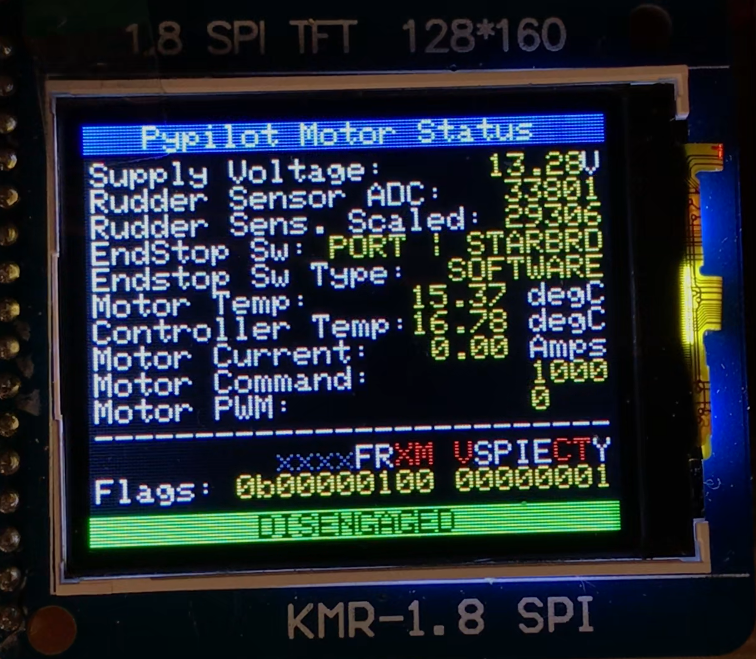 1.8 SPI TFT 128*160
Pypilot Motor Status
Supply Voltage: 13.28V
Rudder Sensor ADC: 33801
Rudder Sens. Scaled: 29306
EndStop Sw: PORT ! STARBRD
Endstop Sw Type: SOFTWARE
Motor Temp: 15.37 degC
Controller Temp: 16.78 degC
Motor Current: 0.00 Amps
Motor Command: 1000
Motor PWM: 0
--------------------------------
xxxxFRXM VSPIECTY
Flags: 0b00000100 00000001
DISENGAGED
KMR-1.8 SPI